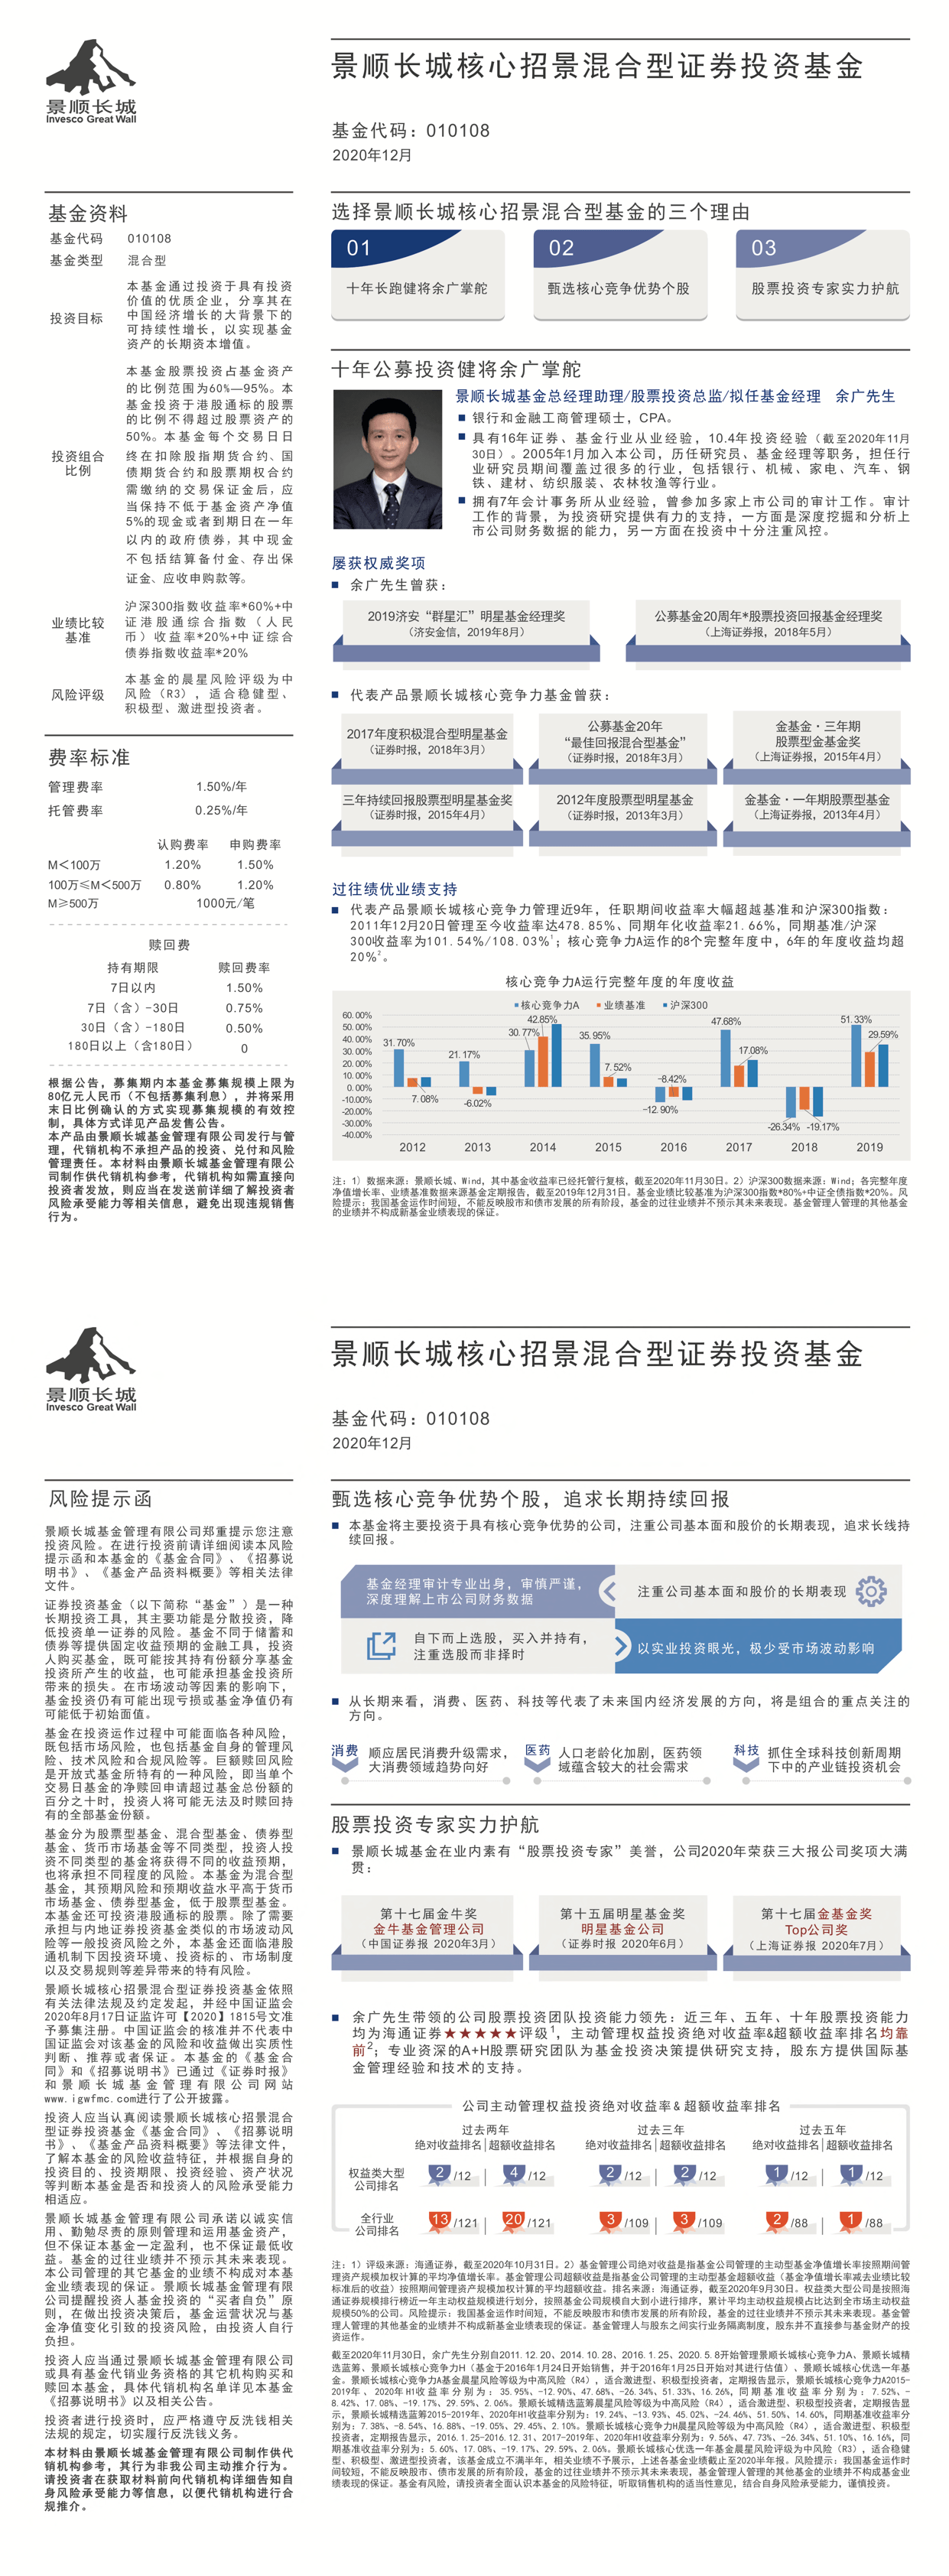 景顺长城
Invesco Great Wall
景顺长城核心招景混合型证券投资基金
基金代码：010108
2020年12月
基金资料
基金代码 010108
基金类型 混合型
投资目标
本基金通过投资于具有投资
价值的优质企业，分享其在
中国经济增长的大背景下的
可持续性增长，以实现基金
资产的长期资本增值。
投资组合
比例
本基金股票投资占基金资产
的比例范围为60%—95%。本
基金投资于港股通标的股票
的比例不得超过股票资产的
50%。本基金每个交易日日
终在扣除股指期货合约、国
债期货合约和股票期权合约
需缴纳的交易保证金后，应
当保持不低于基金资产净值
5%的现金或者到期日在一年
以内的政府债券，其中现金
不包括结算备付金、存出保
证金、应收申购款等。
业绩比较
基准
沪深300指数收益率*60%+中
证港股通综合指数（人民
币）收益率*20%+中证综合
债券指数收益率*20%
风险评级
本基金的晨星风险评级为中
风险（R3），适合稳健型、
积极型、激进型投资者。
费率标准
管理费率 1.50%/年
托管费率 0.25%/年
认购费率 申购费率
M＜100万 1.20% 1.50%
100万≤M＜500万 0.80% 1.20%
M≥500万 1000元/笔
赎回费
持有期限 赎回费率
7日以内 1.50%
7日（含）-30日 0.75%
30日（含）-180日 0.50%
180日以上（含180日） 0
根据公告，募集期内本基金募集规模上限为
80亿元人民币（不包括募集利息），并将采用
末日比例确认的方式实现募集规模的有效控
制，具体方式详见产品发售公告。
本产品由景顺长城基金管理有限公司发行与管
理，代销机构不承担产品的投资、兑付和风险
管理责任。本材料由景顺长城基金管理有限公
司制作供代销机构参考，代销机构如需直接向
投资者发放，则应当在发送前详细了解投资者
风险承受能力等相关信息，避免出现违规销售
行为。
选择景顺长城核心招景混合型基金的三个理由
01
十年长跑健将余广掌舵
02
甄选核心竞争优势个股
03
股票投资专家实力护航
十年公募投资健将余广掌舵
景顺长城基金总经理助理/股票投资总监/拟任基金经理 余广先生
■ 银行和金融工商管理硕士，CPA。
■ 具有16年证券、基金行业从业经验，10.4年投资经验（截至2020年11月
30日）。2005年1月加入本公司，历任研究员、基金经理等职务，担任行
业研究员期间覆盖过很多的行业，包括银行、机械、家电、汽车、钢
铁、建材、纺织服装、农林牧渔等行业。
■ 拥有7年会计事务所从业经验，曾参加多家上市公司的审计工作。审计
工作的背景，为投资研究提供有力的支持，一方面是深度挖掘和分析上
市公司财务数据的能力，另一方面在投资中十分注重风控。
屡获权威奖项
■ 余广先生曾获：
2019济安“群星汇”明星基金经理奖
（济安金信，2019年8月）
公募基金20周年*股票投资回报基金经理奖
（上海证券报，2018年5月）
■ 代表产品景顺长城核心竞争力基金曾获：
2017年度积极混合型明星基金
（证券时报，2018年3月）
公募基金20年
“最佳回报混合型基金”
（证券时报，2018年3月）
金基金·三年期
股票型金基金奖
（上海证券报，2015年4月）
三年持续回报股票型明星基金奖
（证券时报，2015年4月）
2012年度股票型明星基金
（证券时报，2013年3月）
金基金·一年期股票型基金
（上海证券报，2013年4月）
过往绩优业绩支持
■ 代表产品景顺长城核心竞争力管理近9年，任职期间收益率大幅超越基准和沪深300指数：
2011年12月20日管理至今收益率达478.85%、同期年化收益率21.66%，同期基准/沪深
300收益率为101.54%/108.03%¹；核心竞争力A运作的8个完整年度中，6年的年度收益均超
20%²。
核心竞争力A运行完整年度的年度收益
核心竞争力A 业绩基准 沪深300
60.00%
50.00%
40.00%
30.00%
20.00%
10.00%
0.00%
-10.00%
-20.00%
-30.00%
-40.00%
31.70% 7.08% 21.17% -6.02% 30.77% 42.85% 35.95% 7.52% -12.90% -8.42% 47.68% 17.08% -26.34% -19.17% 51.33% 29.59%
2012 2013 2014 2015 2016 2017 2018 2019
注：1）数据来源：景顺长城、Wind，其中基金收益率已经托管行复核，截至2020年11月30日。2）沪深300数据来源：Wind；各完整年度
净值增长率、业绩基准数据来源基金定期报告，截至2019年12月31日。基金业绩比较基准为沪深300指数*80%+中证全债指数*20%。风
险提示：我国基金运作时间短，不能反映股市和债市发展的所有阶段，基金的过往业绩并不预示其未来表现。基金管理人管理的其他基金
的业绩并不构成新基金业绩表现的保证。
景顺长城
Invesco Great Wall
景顺长城核心招景混合型证券投资基金
基金代码：010108
2020年12月
风险提示函
景顺长城基金管理有限公司郑重提示您注意
投资风险。在进行投资前请详细阅读本风险
提示函和本基金的《基金合同》、《招募说
明书》、《基金产品资料概要》等相关法律
文件。
证券投资基金（以下简称“基金”）是一种
长期投资工具，其主要功能是分散投资，降
低投资单一证券的风险。基金不同于储蓄和
债券等提供固定收益预期的金融工具，投资
人购买基金，既可能按其持有份额分享基金
投资所产生的收益，也可能承担基金投资所
带来的损失。在市场波动等因素的影响下，
基金投资仍有可能出现亏损或基金净值仍有
可能低于初始面值。
基金在投资运作过程中可能面临各种风险，
既包括市场风险，也包括基金自身的管理风
险、技术风险和合规风险等。巨额赎回风险
是开放式基金所特有的一种风险，即当单个
交易日基金的净赎回申请超过基金总份额的
百分之十时，投资人将可能无法及时赎回持
有的全部基金份额。
基金分为股票型基金、混合型基金、债券型
基金、货币市场基金等不同类型，投资人投
资不同类型的基金将获得不同的收益预期，
也将承担不同程度的风险。本基金为混合型
基金，其预期风险和预期收益水平高于货币
市场基金、债券型基金，低于股票型基金。
本基金还可投资港股通标的股票。除了需要
承担与内地证券投资基金类似的市场波动风
险等一般投资风险之外，本基金还面临港股
通机制下因投资环境、投资标的、市场制度
以及交易规则等差异带来的特有风险。
景顺长城核心招景混合型证券投资基金依照
有关法律法规及约定发起，并经中国证监会
2020年8月17日证监许可【2020】1815号文准
予募集注册。中国证监会的核准并不代表中
国证监会对该基金的风险和收益做出实质性
判断、推荐或者保证。本基金的《基金合
同》和《招募说明书》已通过《证券时报》
和景顺长城基金管理有限公司网站
www.igwfmc.com进行了公开披露。
投资人应当认真阅读景顺长城核心招景混合
型证券投资基金《基金合同》、《招募说明
书》、《基金产品资料概要》等法律文件，
了解本基金的风险收益特征，并根据自身的
投资目的、投资期限、投资经验、资产状况
等判断本基金是否和投资人的风险承受能力
相适应。
景顺长城基金管理有限公司承诺以诚实信
用、勤勉尽责的原则管理和运用基金资产，
但不保证本基金一定盈利，也不保证最低收
益。基金的过往业绩并不预示其未来表现。
本公司管理的其它基金的业绩不构成对本基
金业绩表现的保证。景顺长城基金管理有限
公司提醒投资人基金投资的“买者自负”原
则，在做出投资决策后，基金运营状况与基
金净值变化引致的投资风险，由投资人自行
负担。
投资人应当通过景顺长城基金管理有限公司
或具有基金代销业务资格的其它机构购买和
赎回本基金，具体代销机构名单详见本基金
《招募说明书》以及相关公告。
投资者进行投资时，应严格遵守反洗钱相关
法规的规定，切实履行反洗钱义务。
本材料由景顺长城基金管理有限公司制作供代
销机构参考，其行为非我公司主动推介行为。
请投资者在获取材料前向代销机构详细告知自
身风险承受能力等信息，以便代销机构进行合
规推介。
甄选核心竞争优势个股，追求长期持续回报
■ 本基金将主要投资于具有核心竞争优势的公司，注重公司基本面和股价的长期表现，追求长线持
续回报。
基金经理审计专业出身，审慎严谨，
深度理解上市公司财务数据
注重公司基本面和股价的长期表现
自下而上选股，买入并持有，
注重选股而非择时
以实业投资眼光，极少受市场波动影响
■ 从长期来看，消费、医药、科技等代表了未来国内经济发展的方向，将是组合的重点关注的
方向。
消费 顺应居民消费升级需求，
大消费领域趋势向好
医药 人口老龄化加剧，医药领
域蕴含较大的社会需求
科技 抓住全球科技创新周期
下中的产业链投资机会
股票投资专家实力护航
■ 景顺长城基金在业内素有“股票投资专家”美誉，公司2020年荣获三大报公司奖项大满
贯：
第十七届金牛奖
金牛基金管理公司
（中国证券报 2020年3月）
第十五届明星基金奖
明星基金公司
（证券时报 2020年6月）
第十七届金基金奖
Top公司奖
（上海证券报 2020年7月）
■ 余广先生带领的公司股票投资团队投资能力领先：近三年、五年、十年股票投资能力
均为海通证券★★★★★评级¹，主动管理权益投资绝对收益率&超额收益率排名均靠
前²；专业资深的A+H股票研究团队为基金投资决策提供研究支持，股东方提供国际基
金管理经验和技术的支持。
公司主动管理权益投资绝对收益率&超额收益率排名
过去两年 过去三年 过去五年
绝对收益排名|超额收益排名 绝对收益排名|超额收益排名 绝对收益排名|超额收益排名
权益类大型
公司排名
2/12 | 4/12 2/12 | 2/12 1/12 | 1/12
全行业
公司排名
13/121 | 20/121 3/109 | 3/109 2/88 | 1/88
注：1）评级来源：海通证券，截至2020年10月31日。2）基金管理公司绝对收益是指基金公司管理的主动型基金净值增长率按照期间管
理资产规模加权计算的平均净值增长率。基金管理公司超额收益是指基金公司管理的主动型基金超额收益（基金净值增长率减去业绩比较
标准后的收益）按照期间管理资产规模加权计算的平均超额收益。排名来源：海通证券，截至2020年9月30日。权益类大型公司是按照海
通证券规模排行榜近一年主动权益规模进行划分，按照基金公司规模自大到小进行排序，累计平均主动权益规模占比达到全市场主动权益
规模50%的公司。风险提示：我国基金运作时间短，不能反映股市和债市发展的所有阶段，基金的过往业绩并不预示其未来表现。基金管
理人管理的其他基金的业绩并不构成新基金业绩表现的保证。基金管理人与股东之间实行业务隔离制度，股东并不直接参与基金财产的投
资运作。
截至2020年11月30日，余广先生分别自2011.12.20、2014.10.28、2016.1.25、2020.5.8开始管理景顺长城核心竞争力A、景顺长城精
选蓝筹、景顺长城核心竞争力H（基金于2016年1月24日开始销售，并于2016年1月25日开始对其进行估值）、景顺长城核心优选一年基
金。景顺长城核心竞争力A基金晨星风险等级为中高风险（R4），适合激进型、积极型投资者，定期报告显示，景顺长城核心竞争力A2015-
2019年、2020年H1收益率分别为：35.95%、-12.90%、47.68%、-26.34%、51.33%、16.26%，同期基准收益率分别为：7.52%、-
8.42%、17.08%、-19.17%、29.59%、2.06%。景顺长城精选蓝筹晨星风险等级为中高风险（R4），适合激进型、积极型投资者，定期报告显
示，景顺长城精选蓝筹2015-2019年、2020年H1收益率分别为：19.24%、-13.93%、45.02%、-24.46%、51.50%、14.60%，同期基准收益率分
别为：7.38%、-8.54%、16.88%、-19.05%、29.45%、2.10%。景顺长城核心竞争力H晨星风险等级为中高风险（R4），适合激进型、积极型
投资者，定期报告显示，2016.1.25-2016.12.31、2017-2019年、2020年H1收益率分别为：9.56%、47.73%、-26.34%、51.10%、16.16%，同
期基准收益率分别为：5.60%、17.08%、-19.17%、29.59%、2.06%。景顺长城核心优选一年基金晨星风险评级为中风险（R3），适合稳健
型、积极型、激进型投资者，该基金成立不满半年，相关业绩不予展示，上述各基金业绩截止至2020年半年报。风险提示：我国基金运作时
间较短，不能反映股市、债市发展的所有阶段，基金的过往业绩并不预示其未来表现，基金管理人管理的其他基金的业绩并不构成基金业
绩表现的保证。基金有风险，请投资者全面认识本基金的风险特征，听取销售机构的适当性意见，结合自身风险承受能力，谨慎投资。